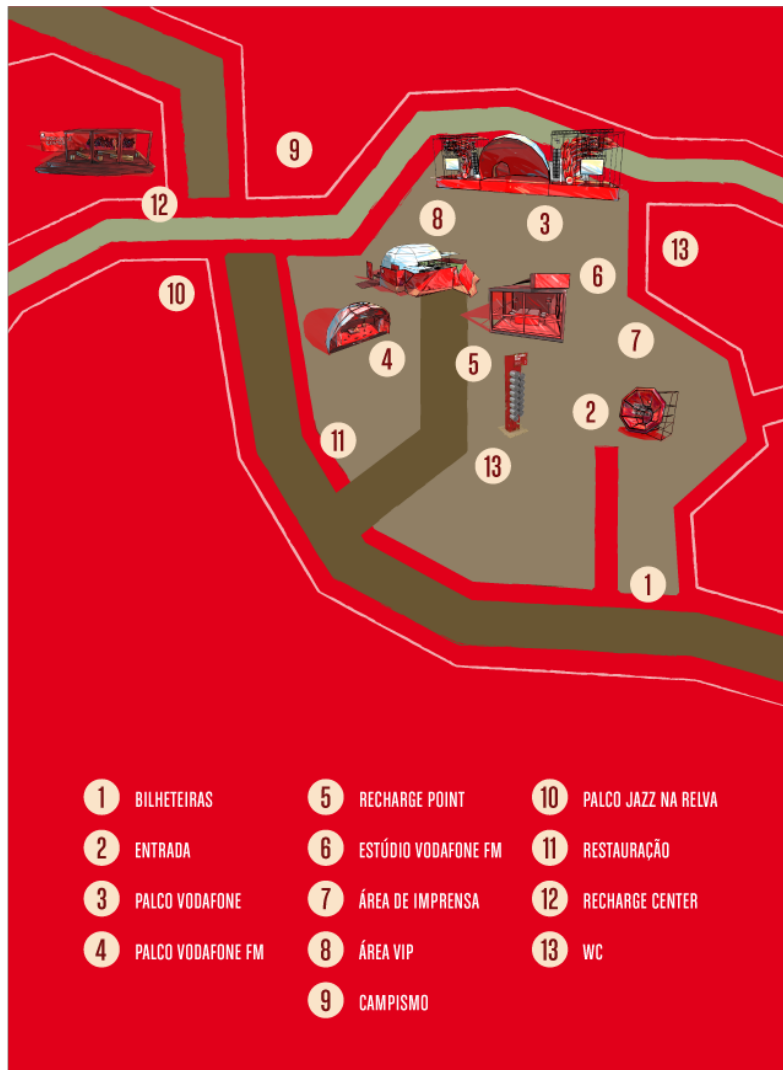 9
12
3
8
13
10
6
7
4
5
2
11
13
1
1 BILHETEIRAS
2 ENTRADA
3 PALCO VODAFONE
4 PALCO VODAFONE FM
5 RECHARGE POINT
6 ESTÚDIO VODAFONE FM
7 ÁREA DE IMPRENSA
8 ÁREA VIP
9 CAMPISMO
10 PALCO JAZZ NA RELVA
11 RESTAURAÇÃO
12 RECHARGE CENTER
13 WC